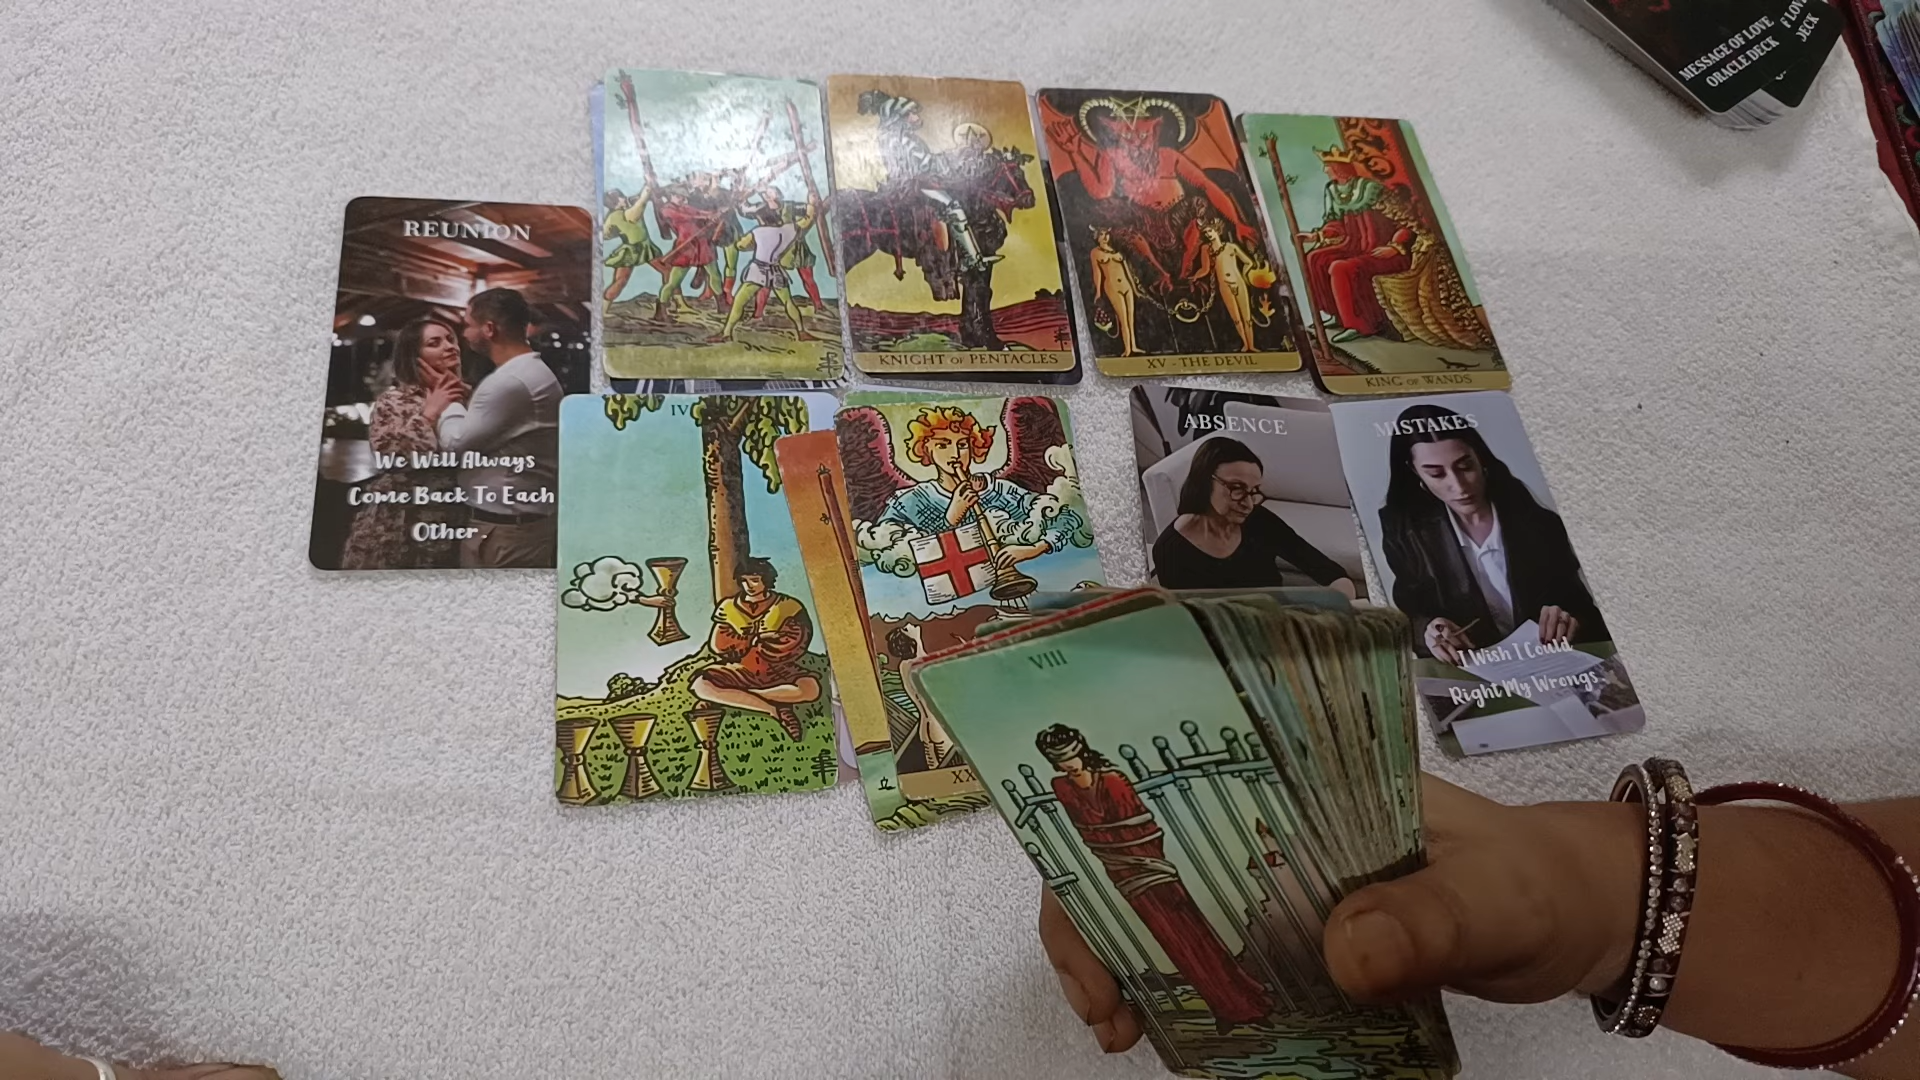 MESSAGE OF LOVE
ORACLE DECK
REUNION
We Will Always
Come Back To Each
Other.
KNIGHT OF PENTACLES
XV - THE DEVIL
KING OF WANDS
IV
XX
ABSENCE
MISTAKES
I Wish I Could
Right My Wrongs.
VIII